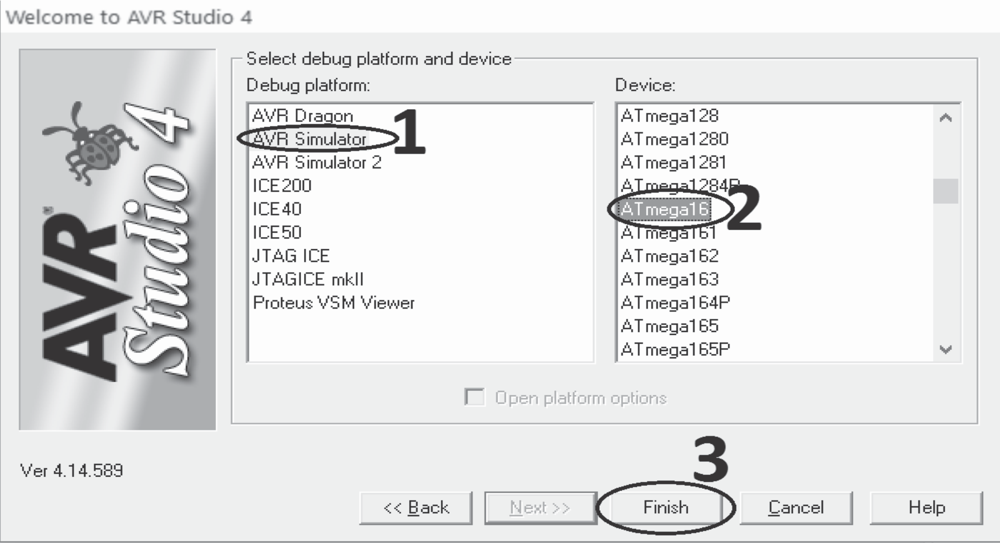 Welcome to AVR Studio 4
AVR Studio 4
®
Select debug platform and device
Debug platform:
AVR Dragon
AVR Simulator
1
AVR Simulator 2
ICE200
ICE40
ICE50
JTAG ICE
JTAGICE mkII
Proteus VSM Viewer
Device:
ATmega128
ATmega1280
ATmega1281
ATmega1284P
ATmega16
2
ATmega161
ATmega162
ATmega163
ATmega164P
ATmega165
ATmega165P
Open platform options
Ver 4.14.589
3
<< Back
Next >>
Finish
Cancel
Help